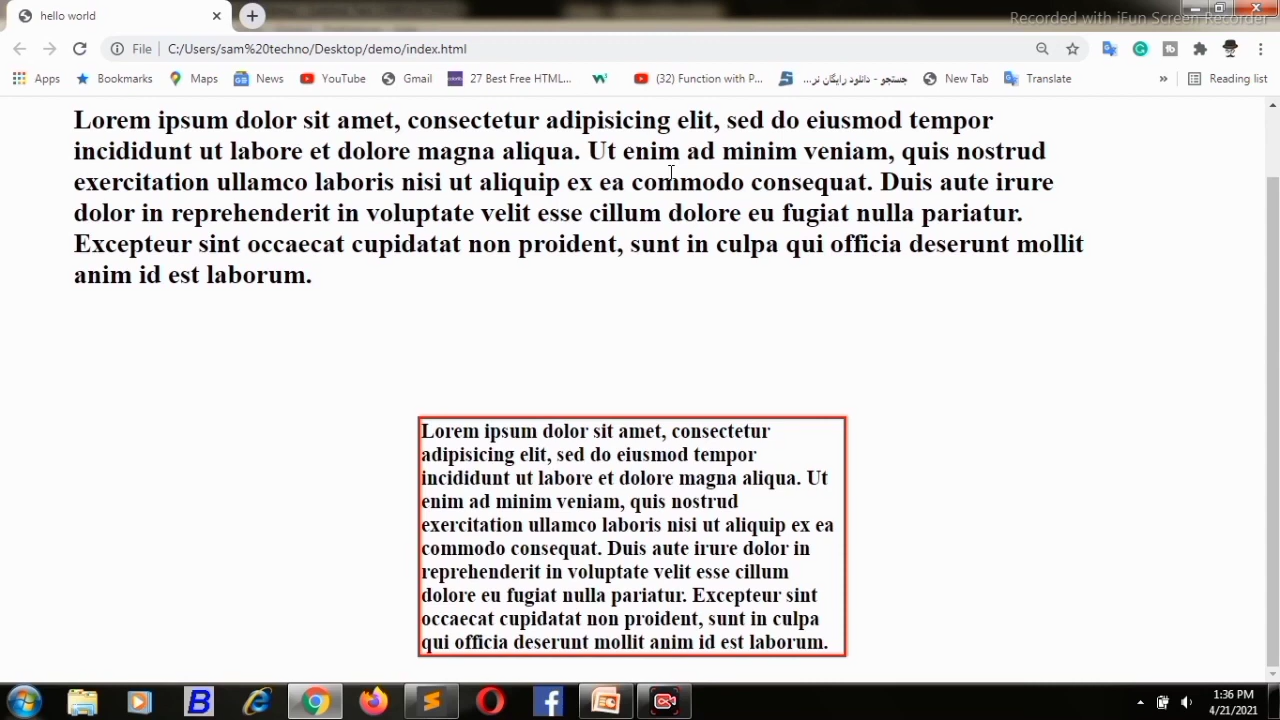 hello world
Recorded with iFun Screen Recorder
File C:/Users/sam%20techno/Desktop/demo/index.html
Apps Bookmarks Maps News YouTube Gmail 27 Best Free HTML... (32) Function with P... جستجو - دانلود رایگان نر... New Tab Translate » Reading list
Lorem ipsum dolor sit amet, consectetur adipisicing elit, sed do eiusmod tempor
incididunt ut labore et dolore magna aliqua. Ut enim ad minim veniam, quis nostrud
exercitation ullamco laboris nisi ut aliquip ex ea commodo consequat. Duis aute irure
dolor in reprehenderit in voluptate velit esse cillum dolore eu fugiat nulla pariatur.
Excepteur sint occaecat cupidatat non proident, sunt in culpa qui officia deserunt mollit
anim id est laborum.
Lorem ipsum dolor sit amet, consectetur
adipisicing elit, sed do eiusmod tempor
incididunt ut labore et dolore magna aliqua. Ut
enim ad minim veniam, quis nostrud
exercitation ullamco laboris nisi ut aliquip ex ea
commodo consequat. Duis aute irure dolor in
reprehenderit in voluptate velit esse cillum
dolore eu fugiat nulla pariatur. Excepteur sint
occaecat cupidatat non proident, sunt in culpa
qui officia deserunt mollit anim id est laborum.
1:36 PM
4/21/2021